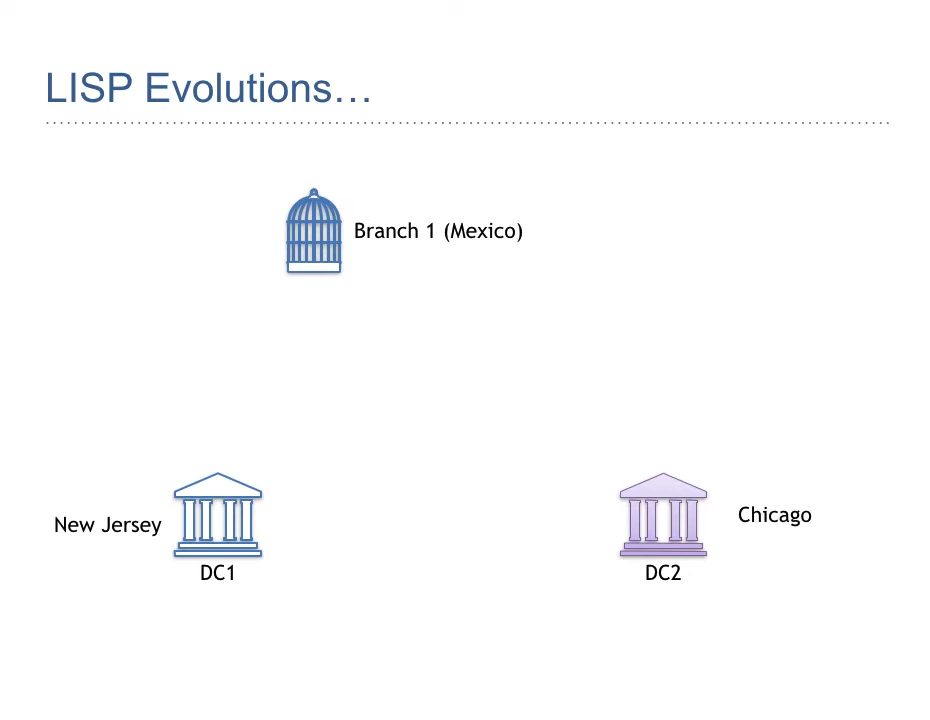 LISP Evolutions…
Branch 1 (Mexico)
New Jersey
Chicago
DC1
DC2